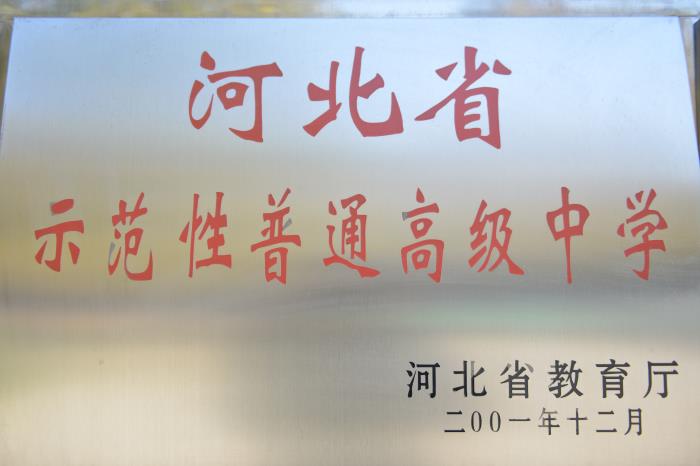 河北省
示范性普通高级中学
河北省教育厅
二00一年十二月